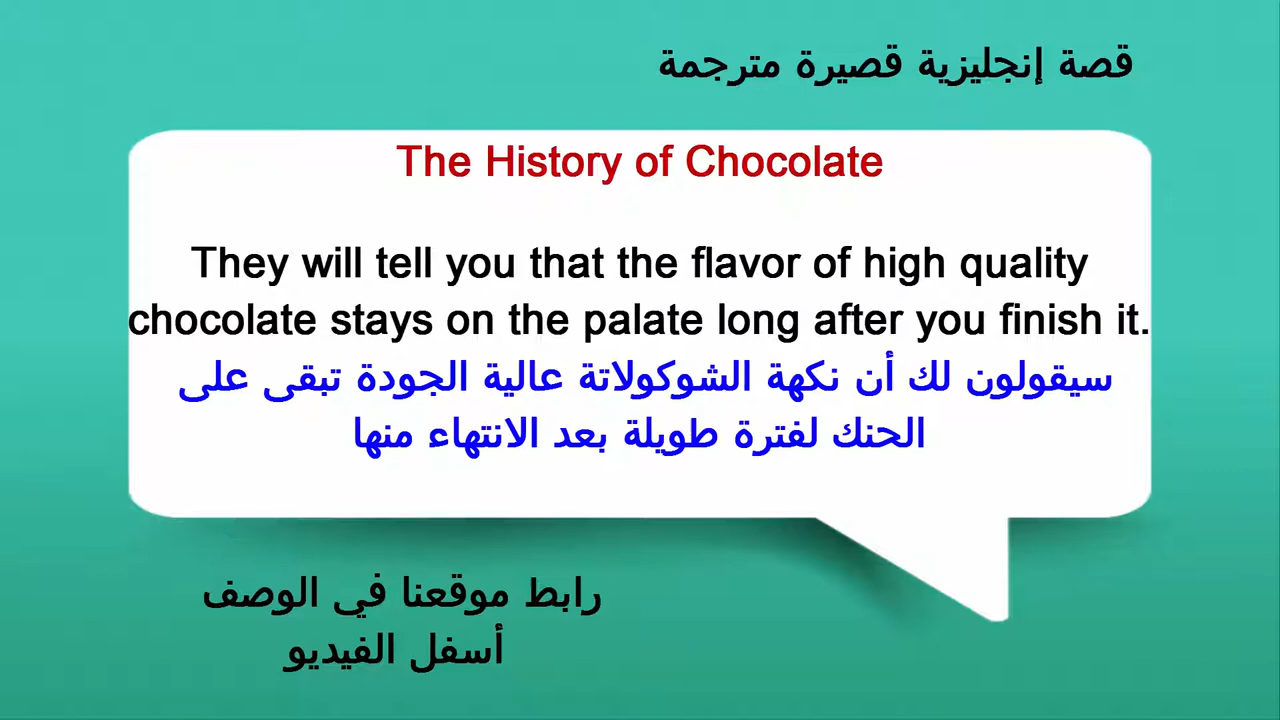 قصة إنجليزية قصيرة مترجمة
The History of Chocolate
They will tell you that the flavor of high quality
chocolate stays on the palate long after you finish it.
سيقولون لك أن نكهة الشوكولاتة عالية الجودة تبقى على
الحنك لفترة طويلة بعد الانتهاء منها
رابط موقعنا في الوصف
أسفل الفيديو